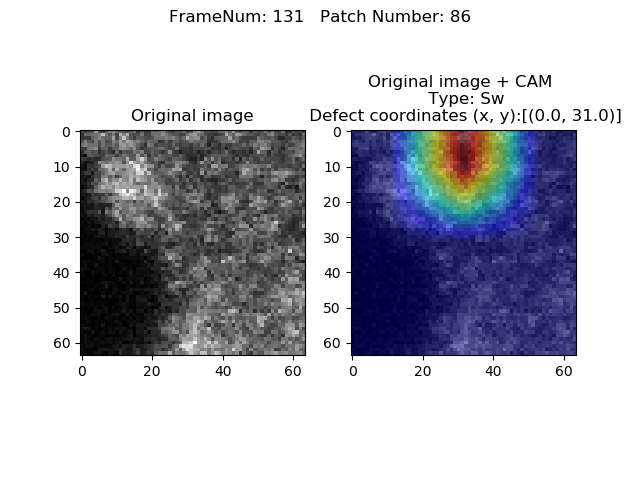 FrameNum: 131   Patch Number: 86
Original image
Original image + CAM
Type: Sw
Defect coordinates (x, y):[(0.0, 31.0)]
0
10
20
30
40
50
60
0 20 40 60
0
10
20
30
40
50
60
0 20 40 60